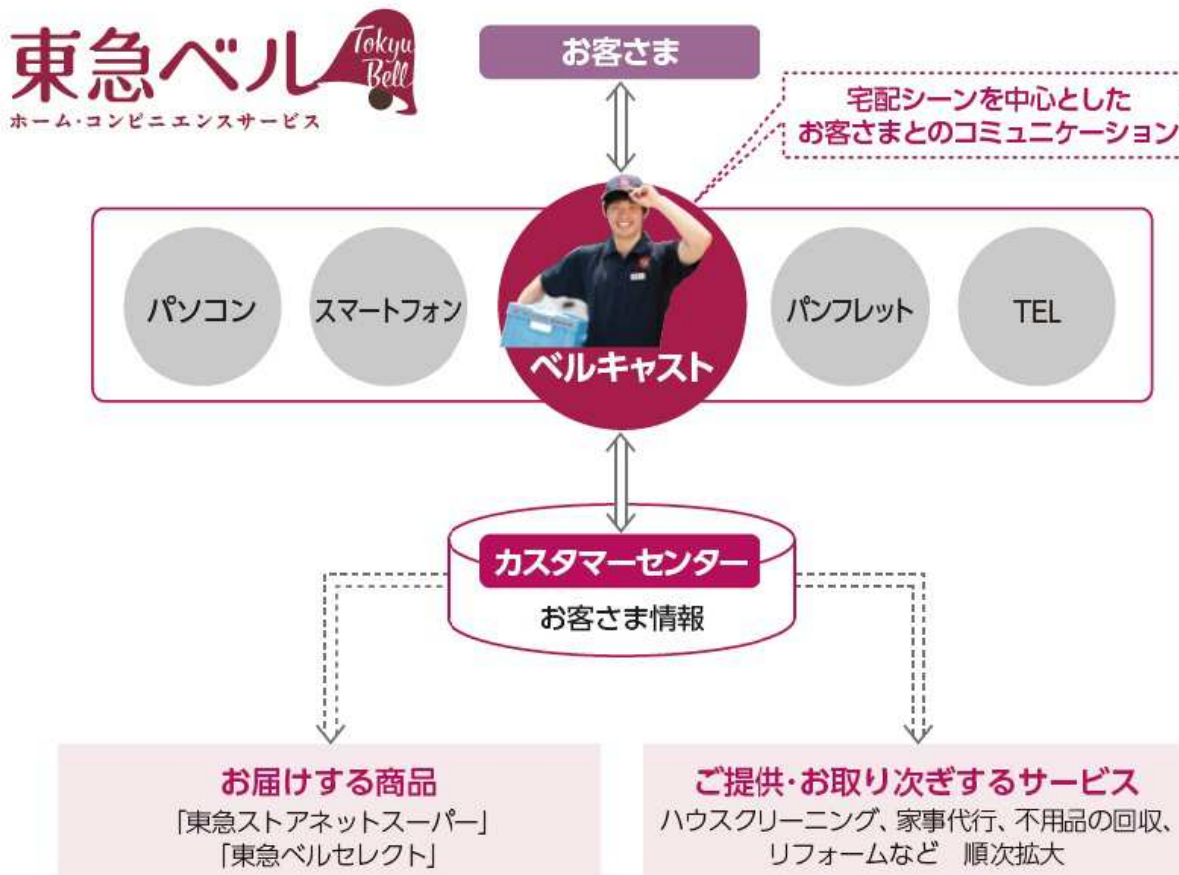 東急ベル
Tokyu
Bell
ホーム・コンビニエンスサービス
お客さま
宅配シーンを中心とした
お客さまとのコミュニケーション
パソコン
スマートフォン
ベルキャスト
パンフレット
TEL
カスタマーセンター
お客さま情報
お届けする商品
「東急ストアネットスーパー」
「東急ベルセレクト」
ご提供・お取り次ぎするサービス
ハウスクリーニング、家事代行、不用品の回収、
リフォームなど　順次拡大